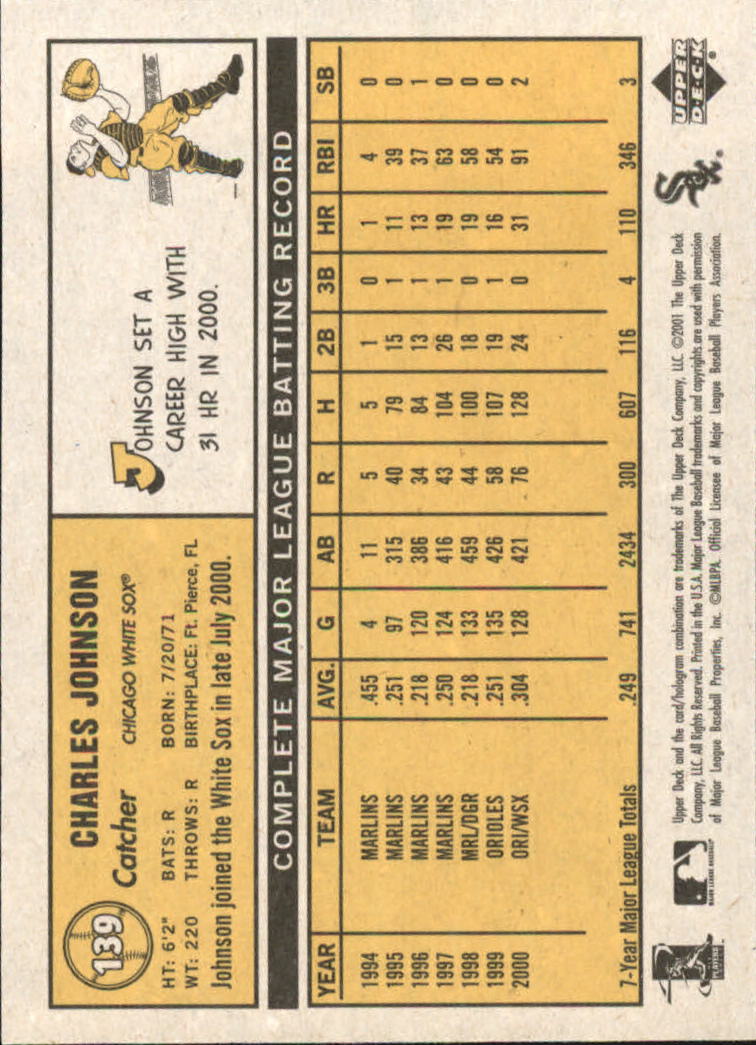 139
CHARLES JOHNSON
Catcher CHICAGO WHITE SOX®
HT: 6'2" BATS: R BORN: 7/20/71
WT: 220 THROWS: R BIRTHPLACE: Ft. Pierce, FL
Johnson joined the White Sox in late July 2000.
JOHNSON SET A
CAREER HIGH WITH
31 HR IN 2000.
COMPLETE MAJOR LEAGUE BATTING RECORD
YEAR TEAM AVG. G AB R H 2B 3B HR RBI SB
1994 MARLINS .455 4 11 5 5 1 0 1 4 0
1995 MARLINS .251 97 315 40 79 15 1 11 39 0
1996 MARLINS .218 120 386 34 84 13 1 13 37 1
1997 MARLINS .250 124 416 43 104 26 1 19 63 0
1998 MRL/DGR .218 133 459 44 100 18 0 19 58 0
1999 ORIOLES .251 135 426 58 107 19 1 16 54 0
2000 ORI/WSX .304 128 421 76 128 24 0 31 91 2
7-Year Major League Totals .249 741 2434 300 607 116 4 110 346 3
PLAYERS
MAJOR LEAGUE BASEBALL®
Upper Deck and the card/hologram combination are trademarks of The Upper Deck Company, LLC. ©2001 The Upper Deck
Company, LLC. All Rights Reserved. Printed in the U.S.A. Major League Baseball trademarks and copyrights are used with permission
of Major League Baseball Properties, Inc. ©MLBPA. Official Licensee of Major League Baseball Players Association.
Sox®
UPPER
D·E·C·K®